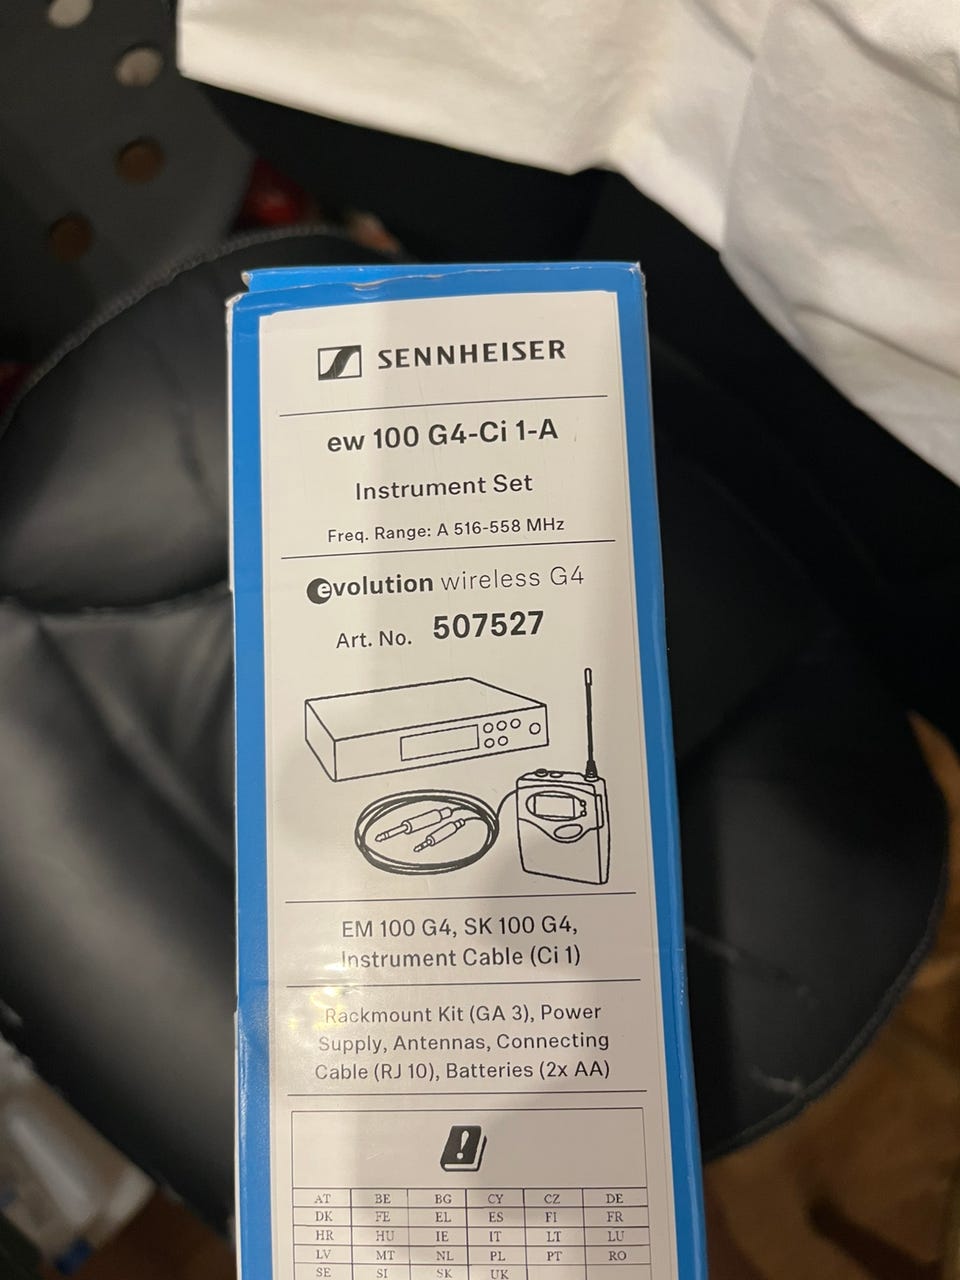 SENNHEISER
ew 100 G4-Ci 1-A
Instrument Set
Freq. Range: A 516-558 MHz
evolution wireless G4
Art. No. 507527
EM 100 G4, SK 100 G4,
Instrument Cable (Ci 1)
Rackmount Kit (GA 3), Power
Supply, Antennas, Connecting
Cable (RJ 10), Batteries (2x AA)
!
AT BE BG CY CZ DE
DK FE EL ES FI FR
HR HU IE IT LT LU
LV MT NL PL PT RO
SE SI SK UK